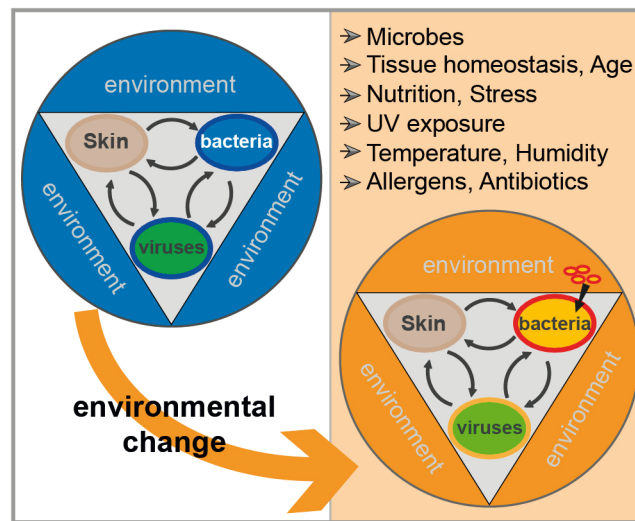 environment
Skin
bacteria
viruses
environment
environment
environmental
change
Microbes
Tissue homeostasis, Age
Nutrition, Stress
UV exposure
Temperature, Humidity
Allergens, Antibiotics
environment
Skin
bacteria
viruses
environment
environment